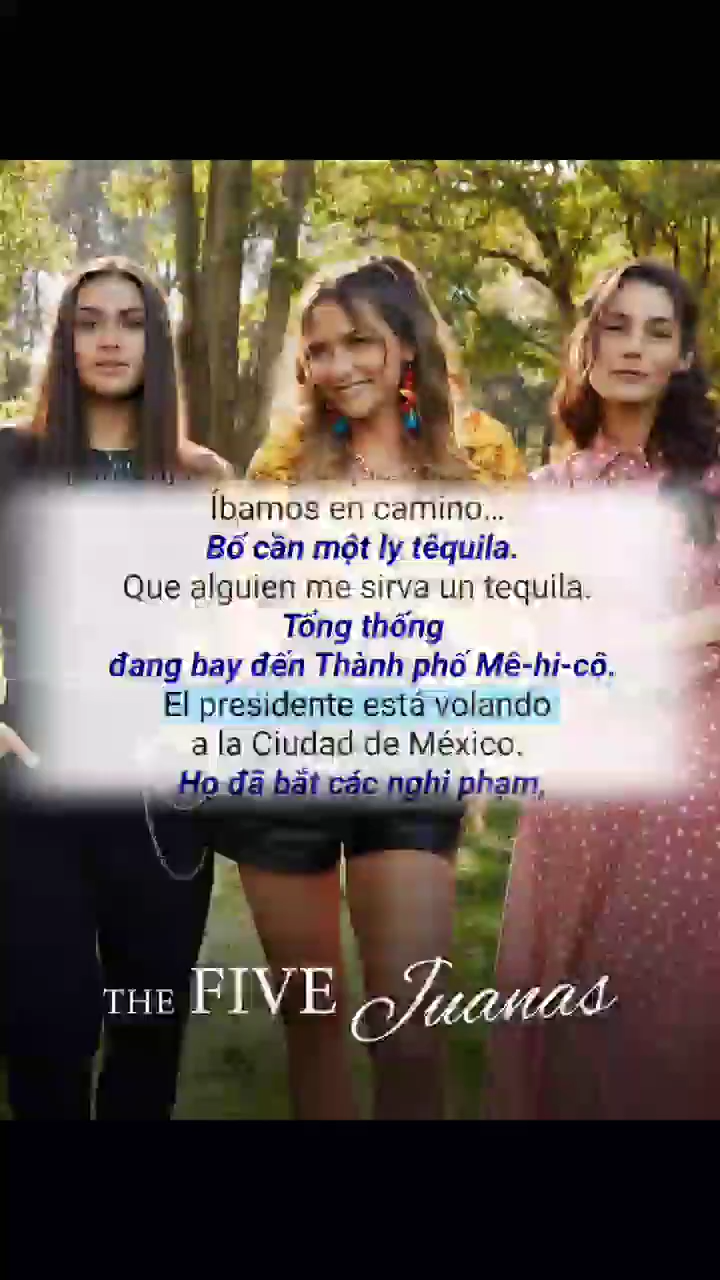 Íbamos en camino...
Bố cần một ly têquila.
Que alguien me sirva un tequila.
Tổng thống
đang bay đến Thành phố Mê-hi-cô.
El presidente está volando
a la Ciudad de México.
Họ đã bắt các nghi phạm,
THE FIVE Juanas